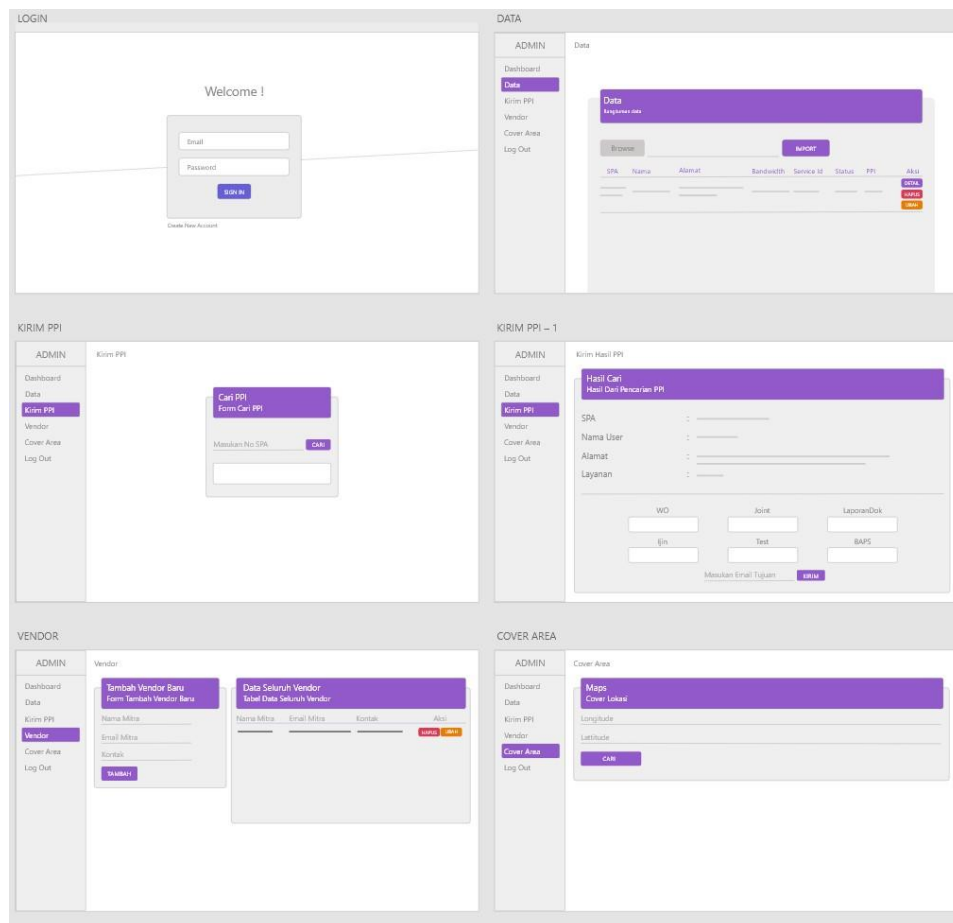 LOGIN
Welcome !
Email
Password
SIGN IN
Create New Account
DATA
ADMIN
Data
Dashboard
Data
Kirim PPI
Vendor
Cover Area
Log Out
Data
Rangkuman data
Browse
IMPORT
SPA Nama Alamat Bandwidth Service Id Status PPI Aksi
DETAIL
HAPUS
UBAH
KIRIM PPI
ADMIN
Kirim PPI
Dashboard
Data
Kirim PPI
Vendor
Cover Area
Log Out
Cari PPI
Form Cari PPI
Masukan No SPA
CARI
KIRIM PPI – 1
ADMIN
Kirim Hasil PPI
Dashboard
Data
Kirim PPI
Vendor
Cover Area
Log Out
Hasil Cari
Hasil Dari Pencarian PPI
SPA :
Nama User :
Alamat :
Layanan :
WO Joint LaporanDok
Ijin Test BAPS
Masukan Email Tujuan
KIRIM
VENDOR
ADMIN
Vendor
Dashboard
Data
Kirim PPI
Vendor
Cover Area
Log Out
Tambah Vendor Baru
Form Tambah Vendor Baru
Nama Mitra
Email Mitra
Kontak
TAMBAH
Data Seluruh Vendor
Tabel Data Seluruh Vendor
Nama Mitra Email Mitra Kontak Aksi
HAPUS UBAH
COVER AREA
ADMIN
Cover Area
Dashboard
Data
Kirim PPI
Vendor
Cover Area
Log Out
Maps
Cover Lokasi
Longitude
Lattitude
CARI